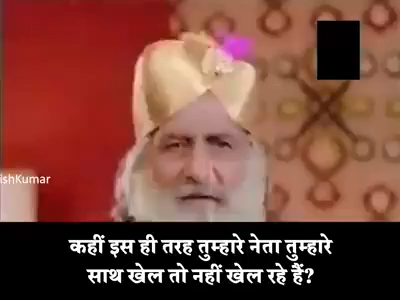 ishKumar
कहीं इस ही तरह तुम्हारे नेता तुम्हारे
साथ खेल तो नहीं खेल रहे हैं?